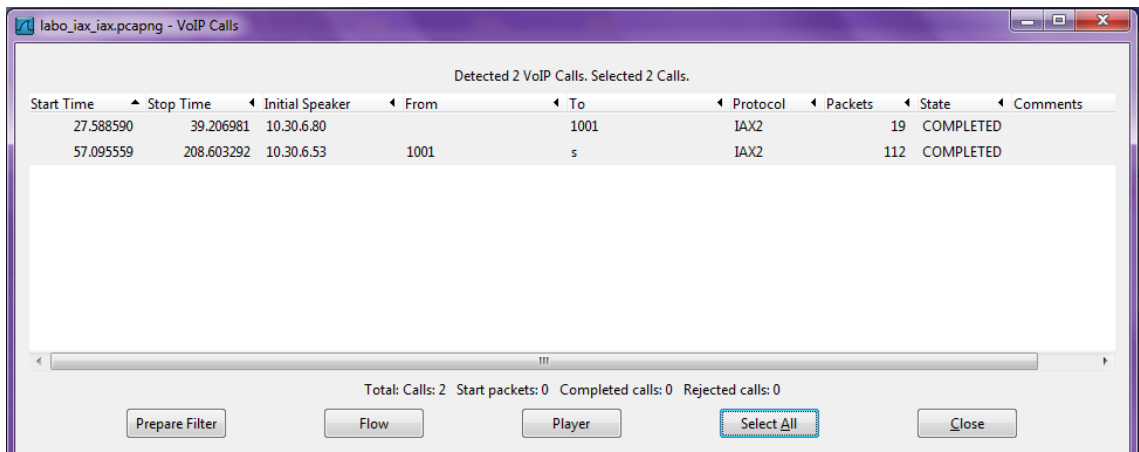 labo_iax_iax.pcapng - VoIP Calls
Detected 2 VoIP Calls. Selected 2 Calls.
Start Time Stop Time Initial Speaker From To Protocol Packets State Comments
27.588590 39.206981 10.30.6.80 1001 IAX2 19 COMPLETED
57.095559 208.603292 10.30.6.53 1001 s IAX2 112 COMPLETED
Total: Calls: 2 Start packets: 0 Completed calls: 0 Rejected calls: 0
Prepare Filter Flow Player Select All Close